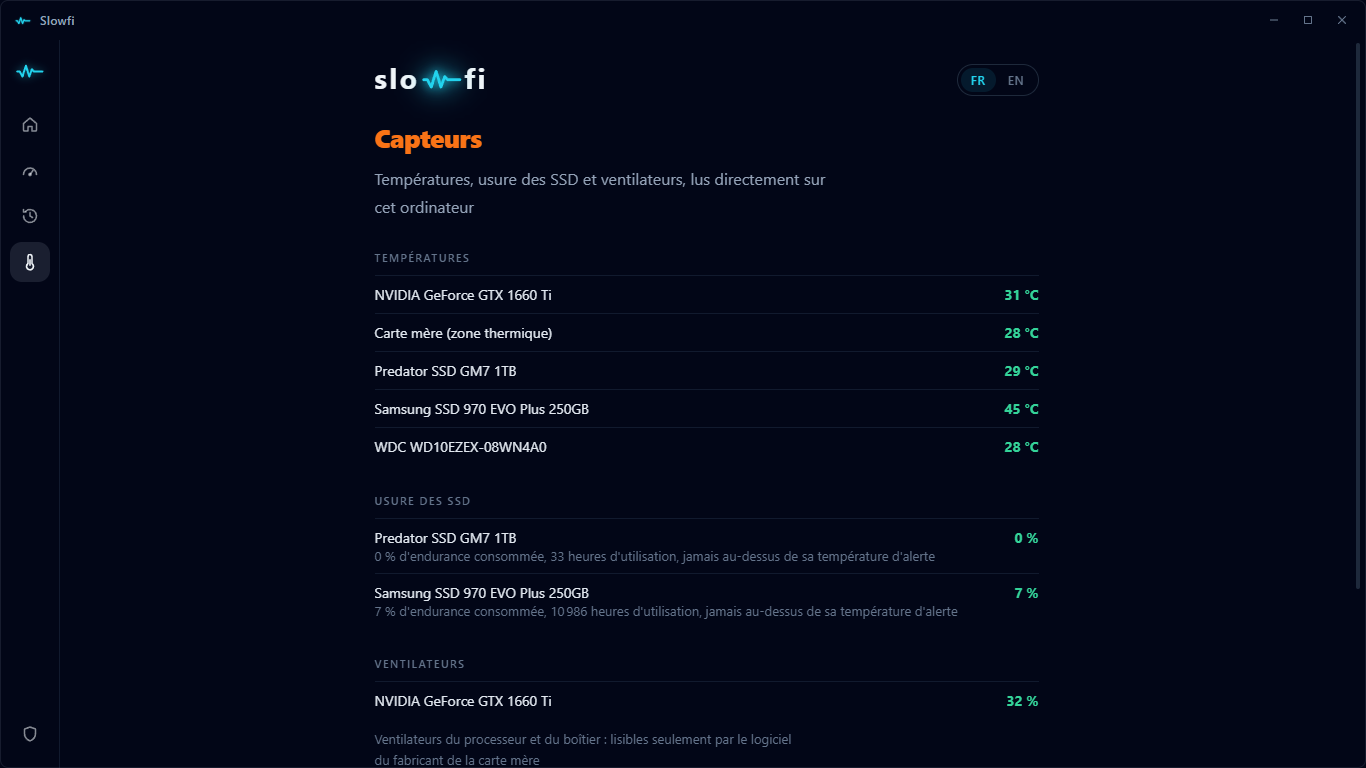 Slowfi
slo fi
FR EN
Capteurs
Températures, usure des SSD et ventilateurs, lus directement sur
cet ordinateur
TEMPÉRATURES
NVIDIA GeForce GTX 1660 Ti 31 °C
Carte mère (zone thermique) 28 °C
Predator SSD GM7 1TB 29 °C
Samsung SSD 970 EVO Plus 250GB 45 °C
WDC WD10EZEX-08WN4A0 28 °C
USURE DES SSD
Predator SSD GM7 1TB 0 %
0 % d'endurance consommée, 33 heures d'utilisation, jamais au-dessus de sa température d'alerte
Samsung SSD 970 EVO Plus 250GB 7 %
7 % d'endurance consommée, 10 986 heures d'utilisation, jamais au-dessus de sa température d'alerte
VENTILATEURS
NVIDIA GeForce GTX 1660 Ti 32 %
Ventilateurs du processeur et du boîtier : lisibles seulement par le logiciel
du fabricant de la carte mère